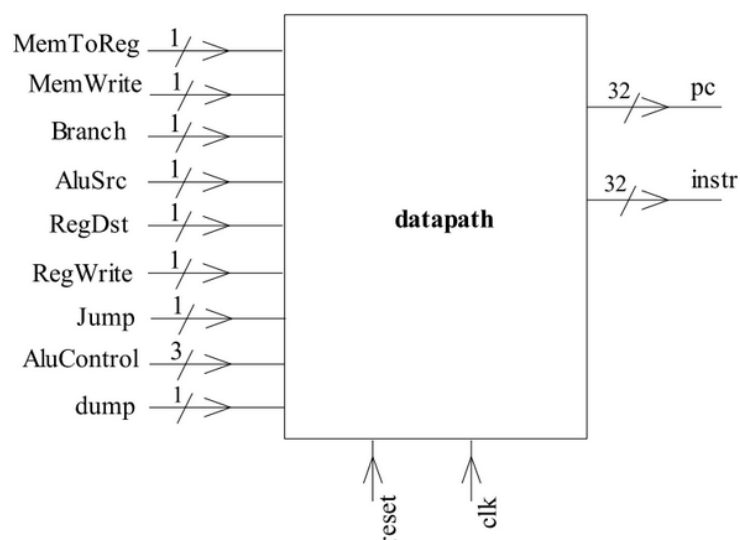 MemToReg 1
MemWrite 1
Branch 1
AluSrc 1
RegDst 1
RegWrite 1
Jump 1
AluControl 3
dump 1
datapath
32 pc
32 instr
reset
clk